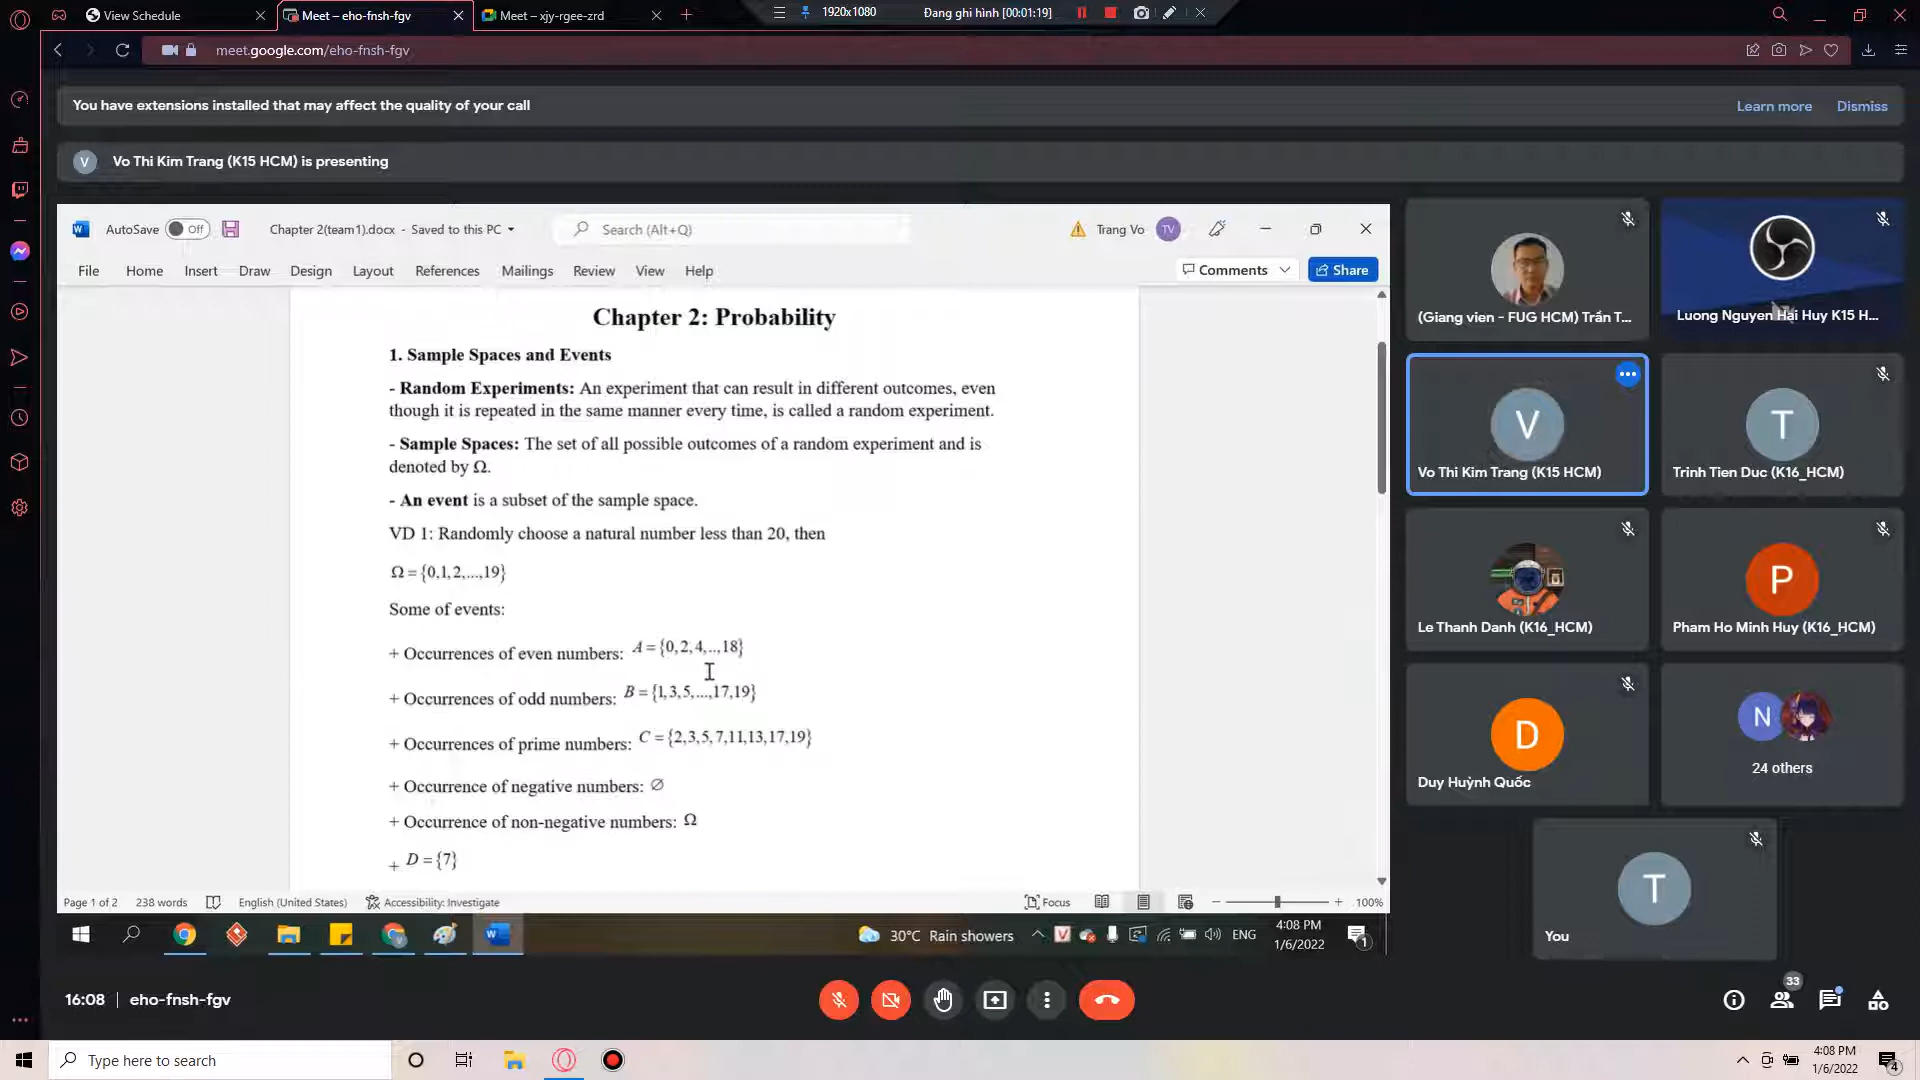 View Schedule
Meet – eho-fnsh-fgv
Meet – xjy-rgee-zrd
1920x1080
Đang ghi hình [00:01:19]
meet.google.com/eho-fnsh-fgv
You have extensions installed that may affect the quality of your call
Learn more
Dismiss
V
Vo Thi Kim Trang (K15 HCM) is presenting
AutoSave
Off
Chapter 2(team1).docx - Saved to this PC
Search (Alt+Q)
Trang Vo
TV
File
Home
Insert
Draw
Design
Layout
References
Mailings
Review
View
Help
Comments
Share
Chapter 2: Probability
1. Sample Spaces and Events
- Random Experiments: An experiment that can result in different outcomes, even
though it is repeated in the same manner every time, is called a random experiment.
- Sample Spaces: The set of all possible outcomes of a random experiment and is
denoted by Ω.
- An event is a subset of the sample space.
VD 1: Randomly choose a natural number less than 20, then
Ω = {0,1,2,...,19}
Some of events:
+ Occurrences of even numbers: A = {0,2,4,..,18}
+ Occurrences of odd numbers: B = {1,3,5,...,17,19}
+ Occurrences of prime numbers: C = {2,3,5,7,11,13,17,19}
+ Occurrence of negative numbers: ∅
+ Occurrence of non-negative numbers: Ω
+ D = {7}
Page 1 of 2
238 words
English (United States)
Accessibility: Investigate
Focus
100%
30°C Rain showers
ENG
4:08 PM
1/6/2022
1
(Giang vien - FUG HCM) Trần T...
Luong Nguyen Hai Huy K15 H...
V
Vo Thi Kim Trang (K15 HCM)
T
Trinh Tien Duc (K16_HCM)
Le Thanh Danh (K16_HCM)
P
Pham Ho Minh Huy (K16_HCM)
D
Duy Huỳnh Quốc
N
24 others
T
You
16:08
eho-fnsh-fgv
33
Type here to search
4:08 PM
1/6/2022
4